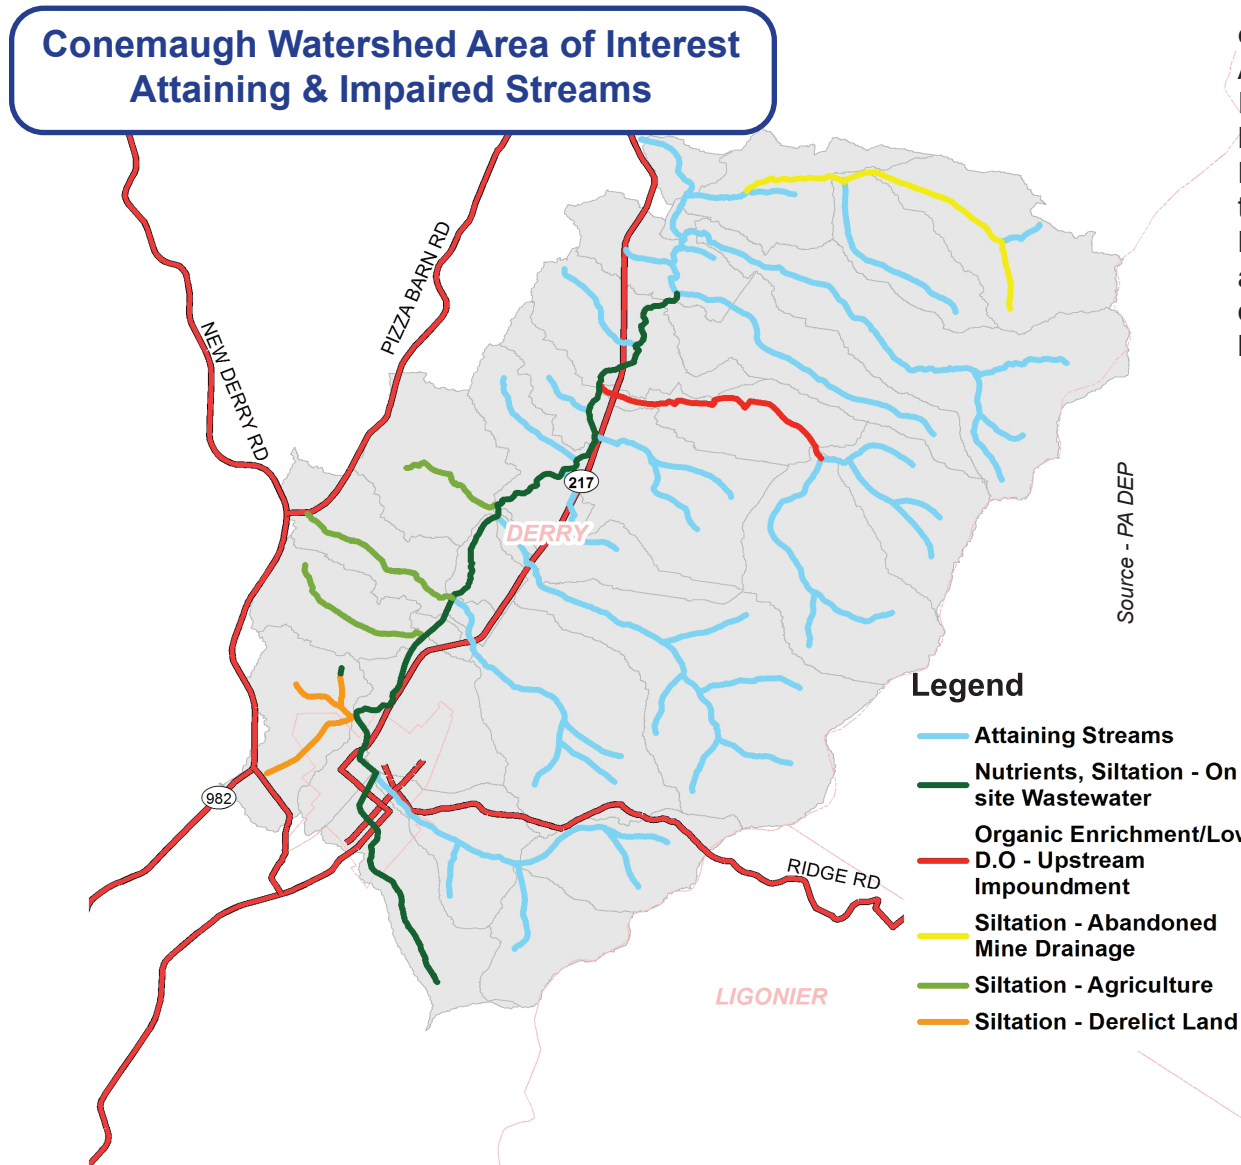 Conemaugh Watershed Area of Interest
Attaining & Impaired Streams
PIZZA BARN RD
NEW DERRY RD
217
DERRY
Source - PA DEP
982
RIDGE RD
LIGONIER
Legend
Attaining Streams
Nutrients, Siltation - On
site Wastewater
Organic Enrichment/Lov
D.O - Upstream
Impoundment
Siltation - Abandoned
Mine Drainage
Siltation - Agriculture
Siltation - Derelict Land